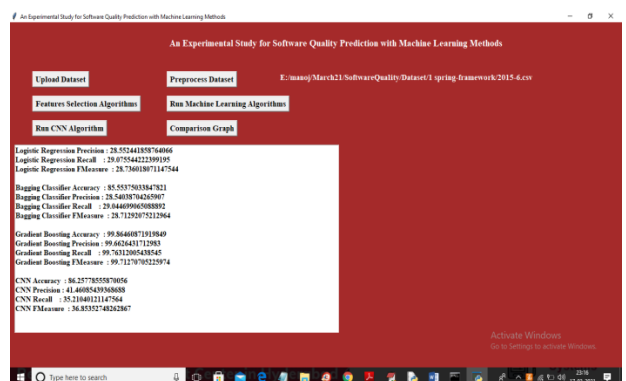 An Experimental Study for Software Quality Prediction with Machine Learning Methods
An Experimental Study for Software Quality Prediction with Machine Learning Methods
Upload Dataset
Preprocess Dataset
E:/manoj/March21/SoftwareQuality/Dataset/1 spring-framework/2015-6.csv
Features Selection Algorithms
Run Machine Learning Algorithms
Run CNN Algorithm
Comparison Graph
Logistic Regression Precision : 28.552441858764066
Logistic Regression Recall : 29.075544222399195
Logistic Regression FMeasure : 28.736018071147544
Bagging Classifier Accuracy : 85.55375033847821
Bagging Classifier Precision : 28.54038704265907
Bagging Classifier Recall : 29.044699065088892
Bagging Classifier FMeasure : 28.71292075212964
Gradient Boosting Accuracy : 99.86460871919849
Gradient Boosting Precision : 99.6626431712983
Gradient Boosting Recall : 99.76312005438545
Gradient Boosting FMeasure : 99.71270705225974
CNN Accuracy : 86.25778555870056
CNN Precision : 41.46085439368688
CNN Recall : 35.21040121147564
CNN FMeasure : 36.85352748262867
Activate Windows
Go to Settings to activate Windows.
Type here to search
23:16